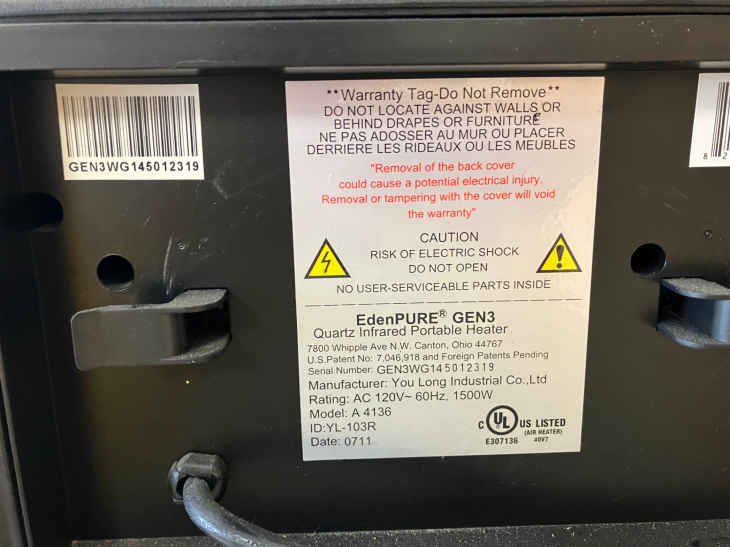 GEN3WG145012319
**Warranty Tag-Do Not Remove**
DO NOT LOCATE AGAINST WALLS OR
BEHIND DRAPES OR FURNITURE
NE PAS ADOSSER AU MUR OU PLACER
DERRIERE LES RIDEAUX OU LES MEUBLES
"Removal of the back cover
could cause a potential electrical injury.
Removal or tampering with the cover will void
the warranty"
CAUTION
RISK OF ELECTRIC SHOCK
DO NOT OPEN
NO USER-SERVICEABLE PARTS INSIDE
EdenPURE® GEN3
Quartz Infrared Portable Heater
7800 Whipple Ave N.W. Canton, Ohio 44767
U.S.Patent No: 7,046,918 and Foreign Patents Pending
Serial Number: GEN3WG145012319
Manufacturer: You Long Industrial Co.,Ltd
Rating: AC 120V~ 60Hz, 1500W
Model: A 4136
ID:YL-103R
Date: 0711
C UL US LISTED
(AIR HEATER)
E307136 40V7
8 2